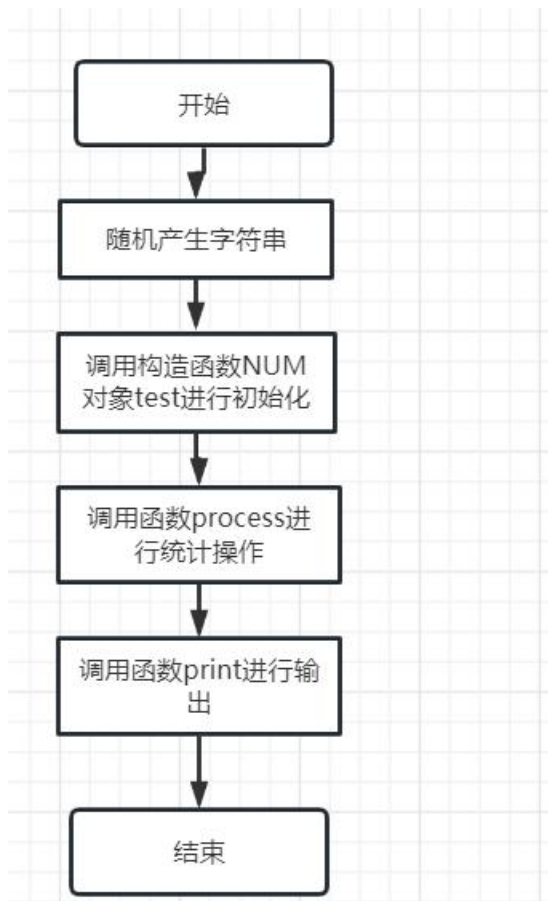 开始
随机产生字符串
调用构造函数NUM
对象test进行初始化
调用函数process进
行统计操作
调用函数print进行输
出
结束